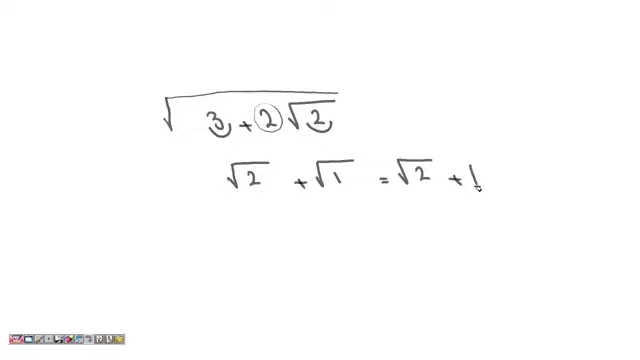 √(3 + 2√2)
√2 + √1 = √2 + 1